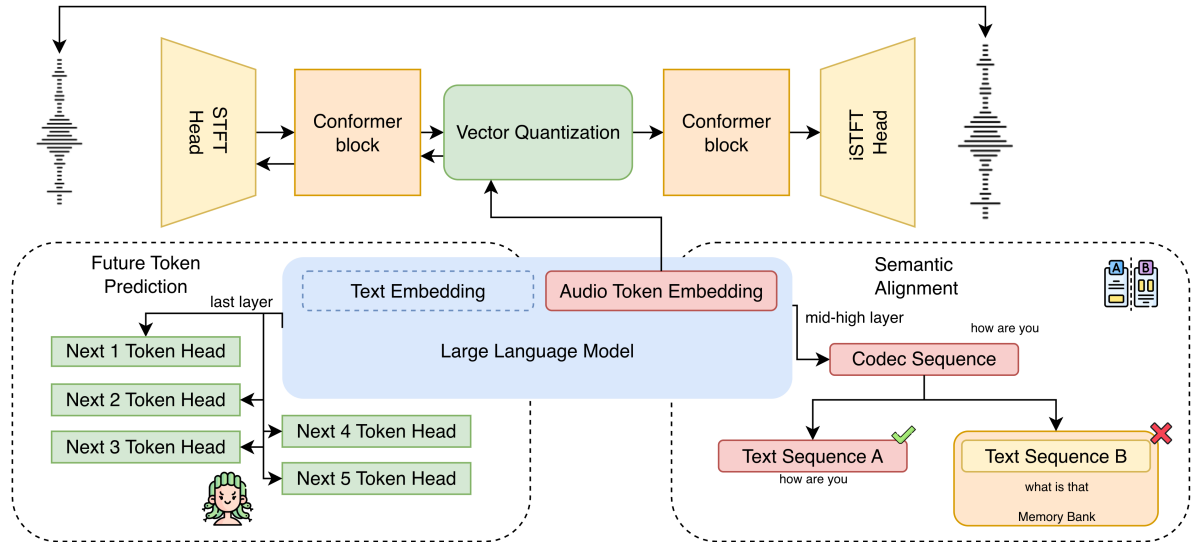 STFT
Head
Conformer
block
Vector Quantization
Conformer
block
iSTFT
Head
Future Token
Prediction
last layer
Next 1 Token Head
Next 2 Token Head
Next 3 Token Head
Next 4 Token Head
Next 5 Token Head
Text Embedding
Audio Token Embedding
Large Language Model
Semantic
Alignment
A
B
mid-high layer
how are you
Codec Sequence
Text Sequence A
how are you
Text Sequence B
what is that
Memory Bank